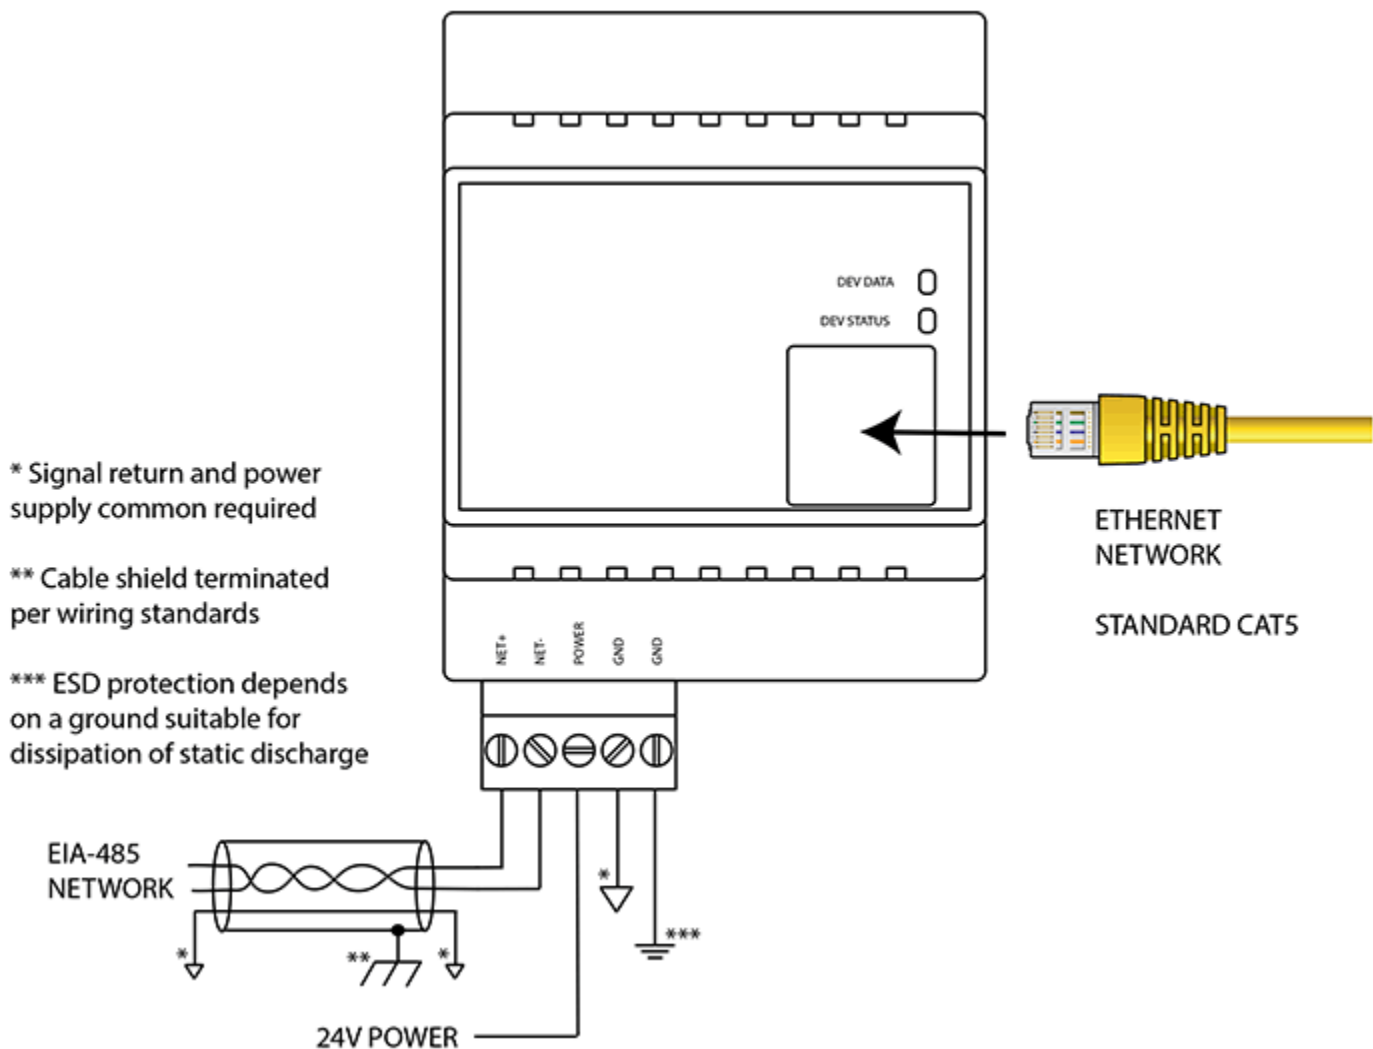 DEV DATA
DEV STATUS
* Signal return and power
supply common required
** Cable shield terminated
per wiring standards
*** ESD protection depends
on a ground suitable for
dissipation of static discharge
ETHERNET
NETWORK
STANDARD CAT5
NET+
NET-
POWER
GND
GND
EIA-485
NETWORK
*
***
*
**
*
24V POWER